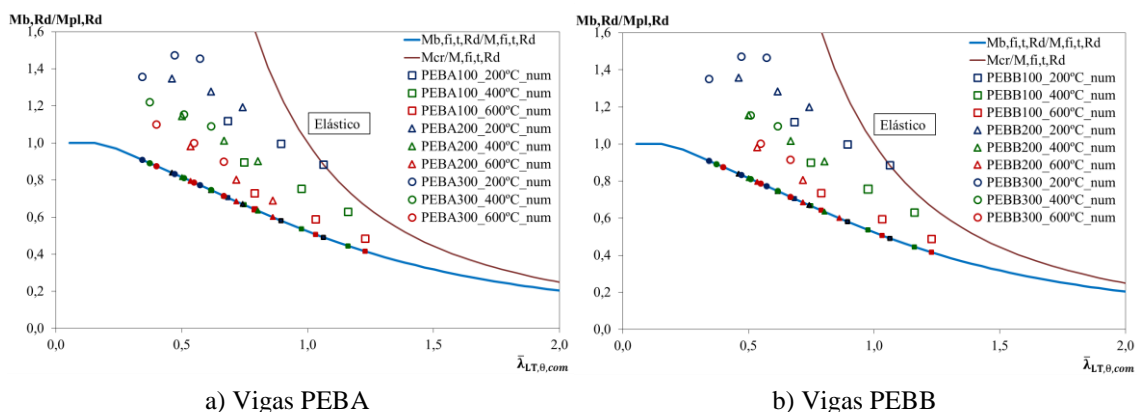 Mb,Rd/Mpl,Rd
1,6
1,4
1,2
1,0
0,8
0,6
0,4
0,2
0,0
0,0
0,5
1,0
1,5
2,0
λ̄LT,θ,com
Elástico
Mb,fi,t,Rd/M,fi,t,Rd
Mcr/M,fi,t,Rd
PEBA100_200ºC_num
PEBA100_400ºC_num
PEBA100_600ºC_num
PEBA200_200ºC_num
PEBA200_400ºC_num
PEBA200_600ºC_num
PEBA300_200ºC_num
PEBA300_400ºC_num
PEBA300_600ºC_num
a) Vigas PEBA
Mb,Rd/Mpl,Rd
1,6
1,4
1,2
1,0
0,8
0,6
0,4
0,2
0,0
0,0
0,5
1,0
1,5
2,0
λ̄LT,θ,com
Elástico
Mb,fi,t,Rd/M,fi,t,Rd
Mcr/M,fi,t,Rd
PEBB100_200ºC_num
PEBB100_400ºC_num
PEBB100_600ºC_num
PEBB200_200ºC_num
PEBB200_400ºC_num
PEBB200_600ºC_num
PEBB300_200ºC_num
PEBB300_400ºC_num
PEBB300_600ºC_num
b) Vigas PEBB